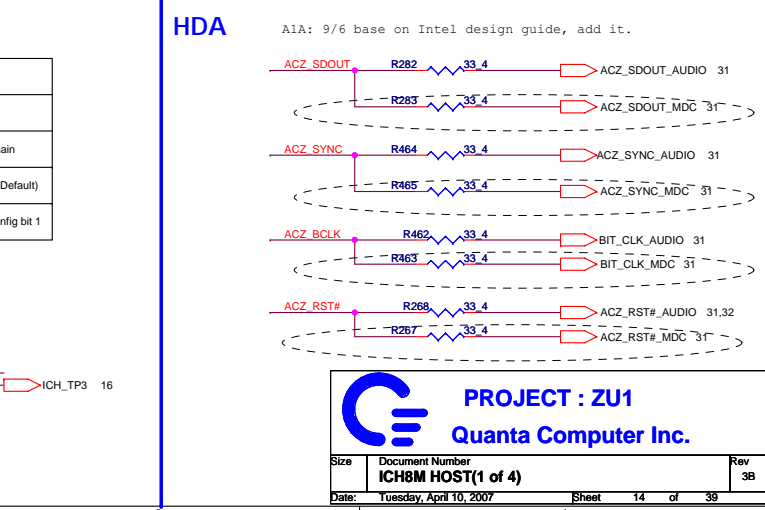 ain
Default)
nfig bit 1
ICH_TP3 16
HDA
A1A: 9/6 base on Intel design guide, add it.
ACZ_SDOUT R282 33_4 ACZ_SDOUT_AUDIO 31
R283 33_4 ACZ_SDOUT_MDC 31
ACZ_SYNC R464 33_4 ACZ_SYNC_AUDIO 31
R465 33_4 ACZ_SYNC_MDC 31
ACZ_BCLK R462 33_4 BIT_CLK_AUDIO 31
R463 33_4 BIT_CLK_MDC 31
ACZ_RST# R268 33_4 ACZ_RST#_AUDIO 31,32
R267 33_4 ACZ_RST#_MDC 31
PROJECT : ZU1
Quanta Computer Inc.
Size Document Number Rev
ICH8M HOST(1 of 4) 3B
Date: Tuesday, April 10, 2007 Sheet 14 of 39